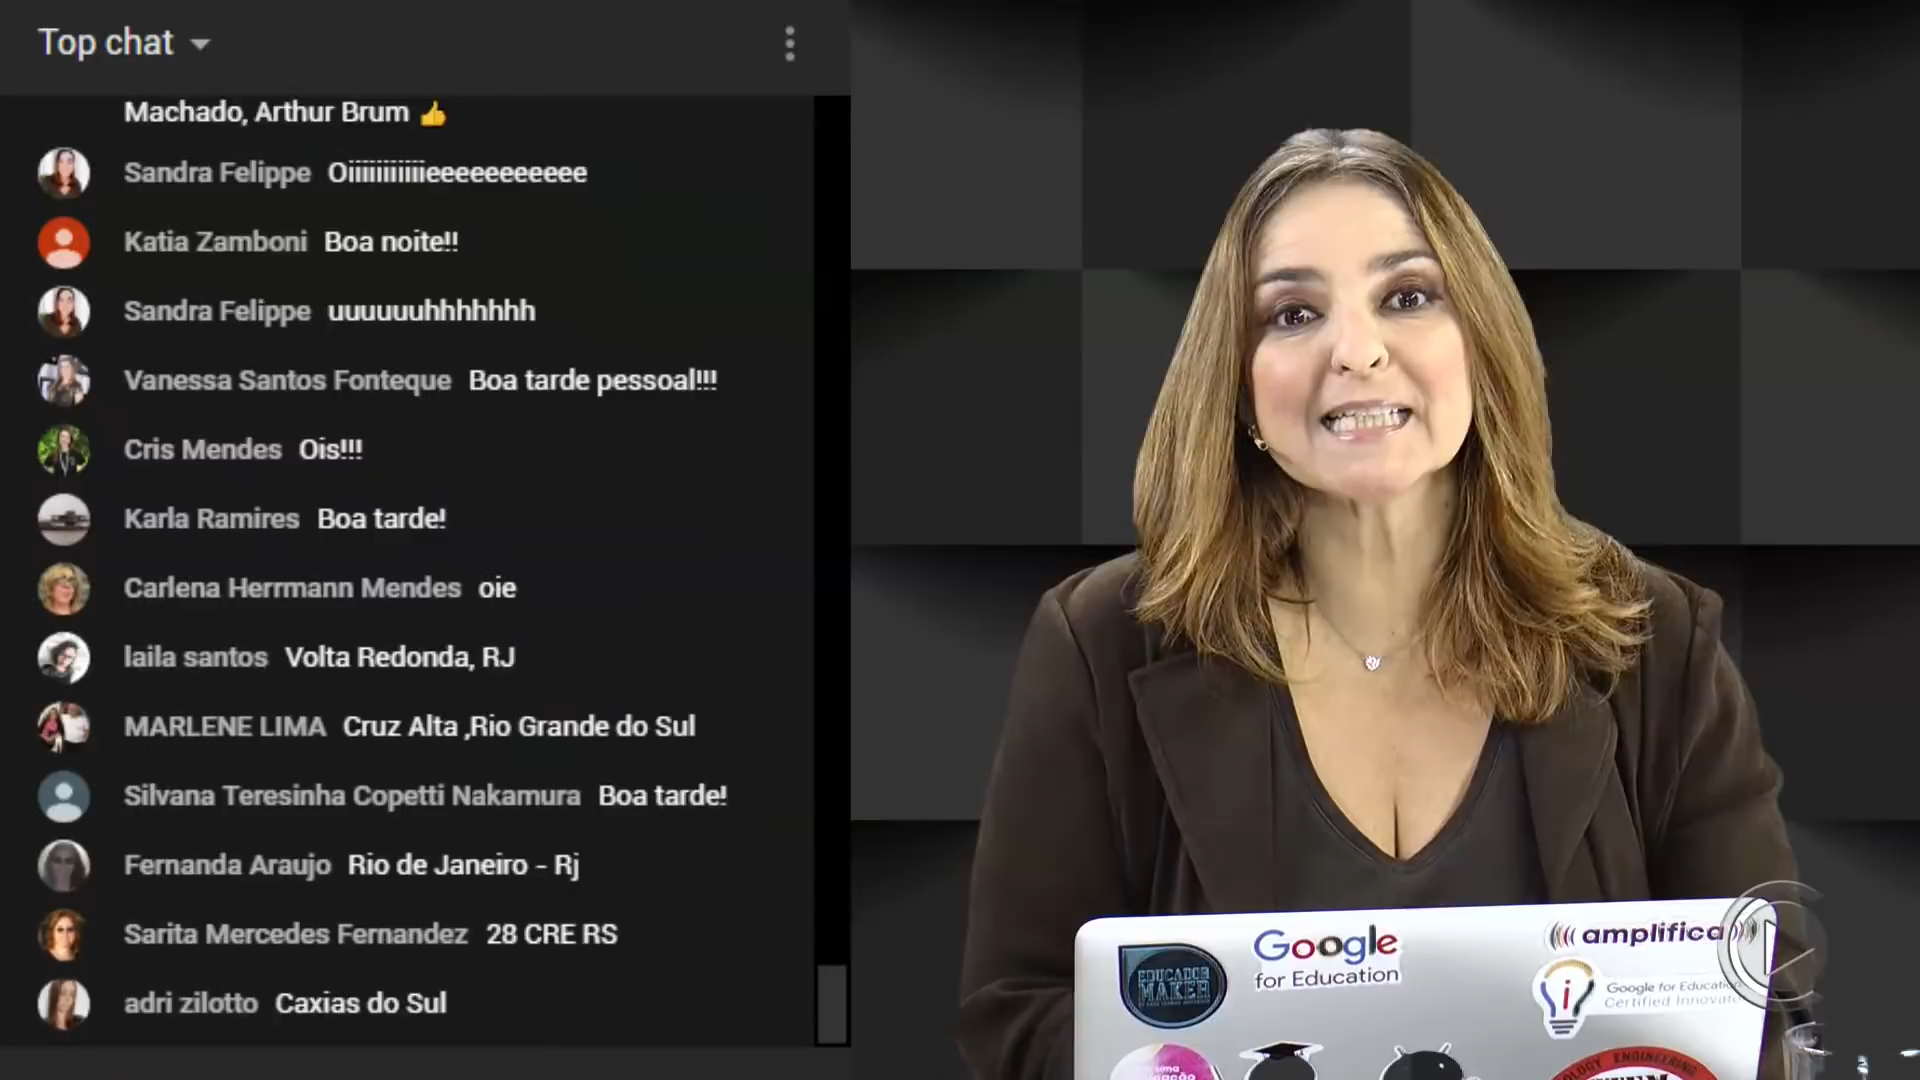 Top chat
Machado, Arthur Brum 👍
Sandra Felippe Oiiiiiiiiiiieeeeeeeeeeee
Katia Zamboni Boa noite!!
Sandra Felippe uuuuuuhhhhhhh
Vanessa Santos Fonteque Boa tarde pessoal!!!
Cris Mendes Ois!!!
Karla Ramires Boa tarde!
Carlena Herrmann Mendes oie
laila santos Volta Redonda, RJ
MARLENE LIMA Cruz Alta ,Rio Grande do Sul
Silvana Teresinha Copetti Nakamura Boa tarde!
Fernanda Araujo Rio de Janeiro - Rj
Sarita Mercedes Fernandez 28 CRE RS
adri zilotto Caxias do Sul
EDUCADOR
MAKER
Google
for Education
amplifica
Google for Education
Certified Innovator
ENGINEERING